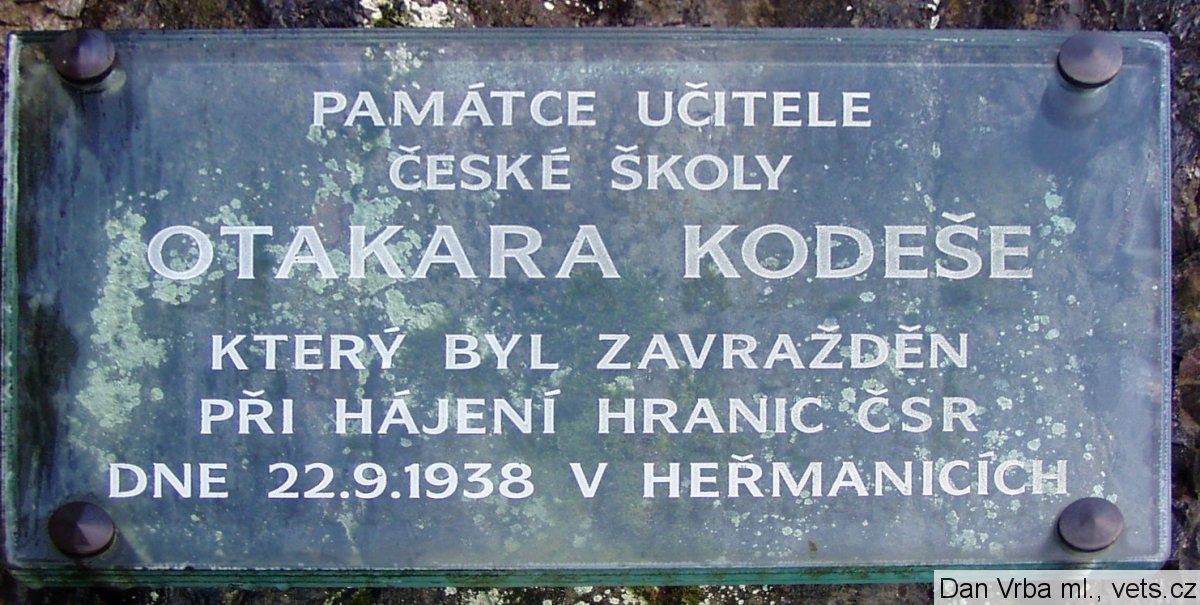 PAMÁTCE UČITELE
ČESKÉ ŠKOLY
OTAKARA KODEŠE
KTERÝ BYL ZAVRAŽDĚN
PŘI HÁJENÍ HRANIC ČSR
DNE 22.9.1938 V HEŘMANICÍCH
Dan Vrba ml., vets.cz